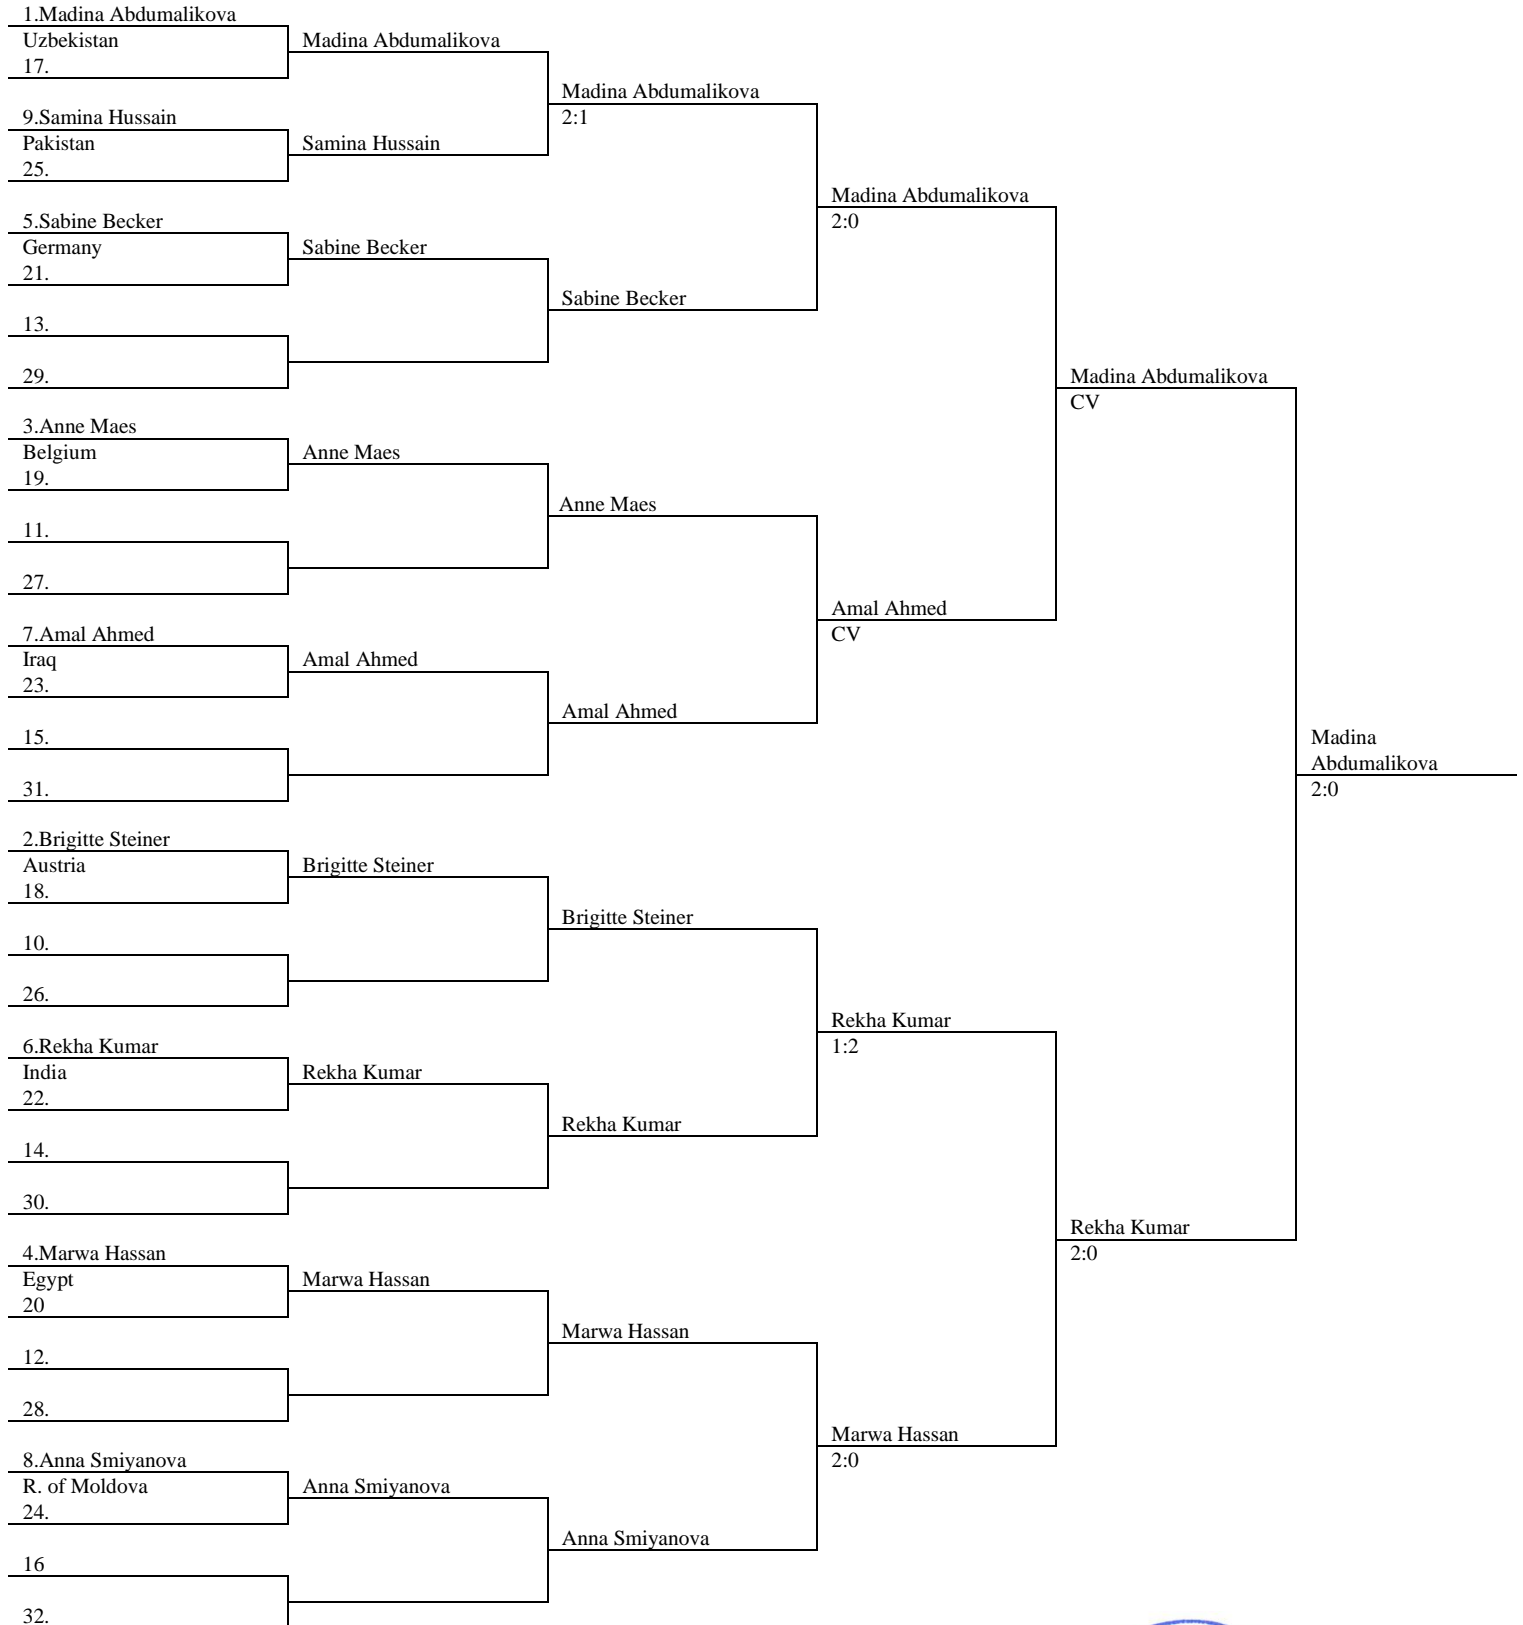 1.Madina Abdumalikova
Uzbekistan
17.
Madina Abdumalikova
9.Samina Hussain
Pakistan
25.
Samina Hussain
Madina Abdumalikova
2:1
5.Sabine Becker
Germany
21.
Sabine Becker
13.
29.
Sabine Becker
Madina Abdumalikova
2:0
3.Anne Maes
Belgium
19.
Anne Maes
11.
27.
Anne Maes
7.Amal Ahmed
Iraq
23.
Amal Ahmed
15.
31.
Amal Ahmed
Amal Ahmed
CV
Madina Abdumalikova
CV
2.Brigitte Steiner
Austria
18.
Brigitte Steiner
10.
26.
Brigitte Steiner
6.Rekha Kumar
India
22.
Rekha Kumar
14.
30.
Rekha Kumar
Rekha Kumar
1:2
4.Marwa Hassan
Egypt
20
Marwa Hassan
12.
28.
Marwa Hassan
8.Anna Smiyanova
R. of Moldova
24.
Anna Smiyanova
16
32.
Anna Smiyanova
Marwa Hassan
2:0
Rekha Kumar
2:0
Madina
Abdumalikova
2:0